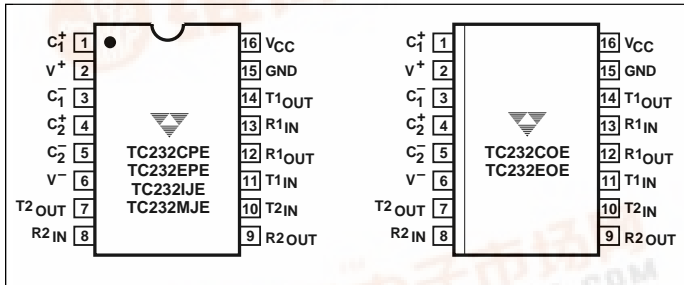 C1+ 1 16 VCC
V+ 2 15 GND
C1− 3 14 T1OUT
C2+ 4 13 R1IN
C2− 5 12 R1OUT
V− 6 11 T1IN
T2OUT 7 10 T2IN
R2IN 8 9 R2OUT
TC232CPE
TC232EPE
TC232IJE
TC232MJE
C1+ 1 16 VCC
V+ 2 15 GND
C1− 3 14 T1OUT
C2+ 4 13 R1IN
C2− 5 12 R1OUT
V− 6 11 T1IN
T2OUT 7 10 T2IN
R2IN 8 9 R2OUT
TC232COE
TC232EOE